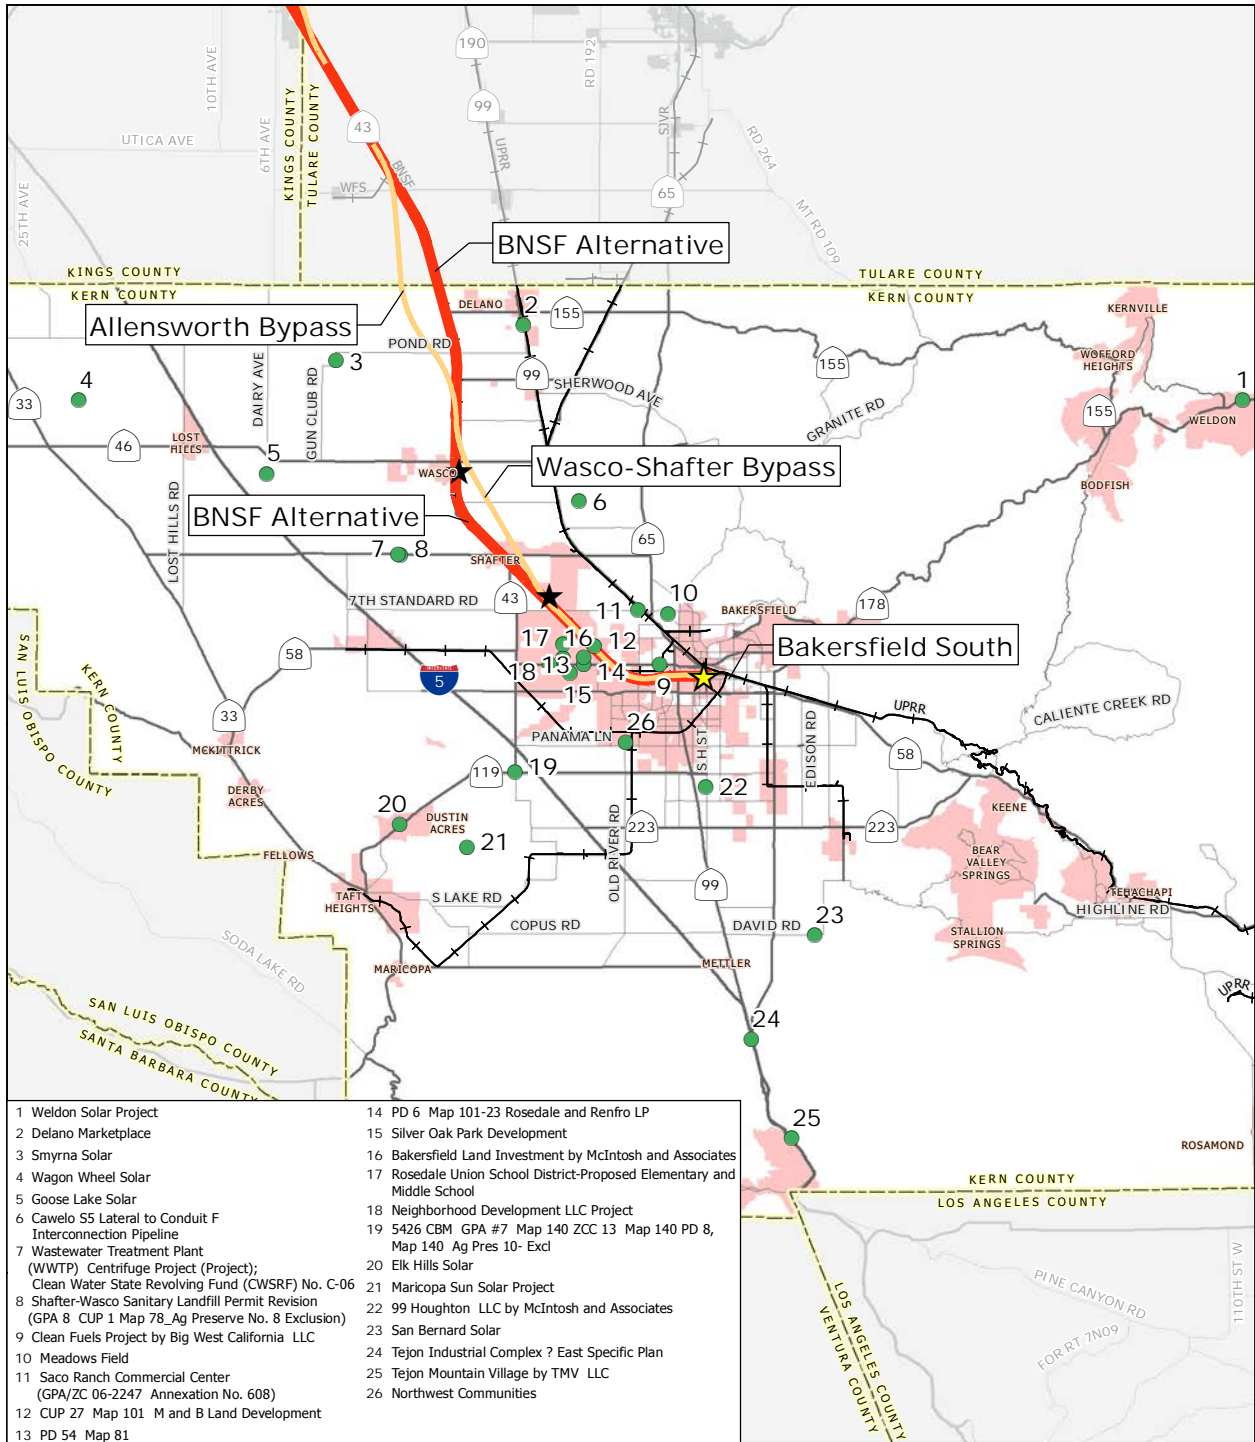 190
RD 192
10TH AVE
99
43
SJVR
UTICA AVE
6TH AVE
KINGS COUNTY
TULARE COUNTY
UPRR
RD 264
BNSF
WFS
65
25TH AVE
MT RD 109
BNSF Alternative
KINGS COUNTY
KERN COUNTY
TULARE COUNTY
KERN COUNTY
DELANO
2
155
KERNVILLE
Allensworth Bypass
POND RD
3
WOFFORD
HEIGHTS
155
4
33
DAIRY AVE
GUN CLUB RD
99
SHERWOOD AVE
155
1
GRANITE RD
WELDON
LOST
HILLS
46
5
WASCO
Wasco-Shafter Bypass
BODFISH
6
LOST HILLS RD
BNSF Alternative
65
7
8
SHAFTER
7TH STANDARD RD
43
11
10
BAKERSFIELD
178
58
17
16
12
Bakersfield South
18
13
14
9
5
15
SAN LUIS OBISPO COUNTY
KERN COUNTY
33
26
PANAMA LN
S H ST
EDISON RD
UPRR
CALIENTE CREEK RD
MCKITTRICK
58
119
19
22
DERBY
ACRES
KEENE
20
DUSTIN
ACRES
21
OLD RIVER RD
223
223
FELLOWS
BEAR
VALLEY
SPRINGS
99
TAFT
HEIGHTS
S LAKE RD
TEHACHAPI
HIGHLINE RD
COPUS RD
DAVID RD
23
STALLION
SPRINGS
SODA LAKE RD
MARICOPA
METTLER
UPRR
SAN LUIS OBISPO COUNTY
SANTA BARBARA COUNTY
24
25
ROSAMOND
KERN COUNTY
LOS ANGELES COUNTY
LOS ANGELES COUNTY
VENTURA COUNTY
PINE CANYON RD
FOR RT 7N09
110TH ST W
1 Weldon Solar Project
2 Delano Marketplace
3 Smyrna Solar
4 Wagon Wheel Solar
5 Goose Lake Solar
6 Cawelo S5 Lateral to Conduit F
Interconnection Pipeline
7 Wastewater Treatment Plant
(WWTP) Centrifuge Project (Project);
Clean Water State Revolving Fund (CWSRF) No. C-06
8 Shafter-Wasco Sanitary Landfill Permit Revision
(GPA 8 CUP 1 Map 78_Ag Preserve No. 8 Exclusion)
9 Clean Fuels Project by Big West California LLC
10 Meadows Field
11 Saco Ranch Commercial Center
(GPA/ZC 06-2247 Annexation No. 608)
12 CUP 27 Map 101 M and B Land Development
13 PD 54 Map 81
14 PD 6 Map 101-23 Rosedale and Renfro LP
15 Silver Oak Park Development
16 Bakersfield Land Investment by McIntosh and Associates
17 Rosedale Union School District-Proposed Elementary and
Middle School
18 Neighborhood Development LLC Project
19 5426 CBM GPA #7 Map 140 ZCC 13 Map 140 PD 8,
Map 140 Ag Pres 10- Excl
20 Elk Hills Solar
21 Maricopa Sun Solar Project
22 99 Houghton LLC by McIntosh and Associates
23 San Bernard Solar
24 Tejon Industrial Complex ? East Specific Plan
25 Tejon Mountain Village by TMV LLC
26 Northwest Communities